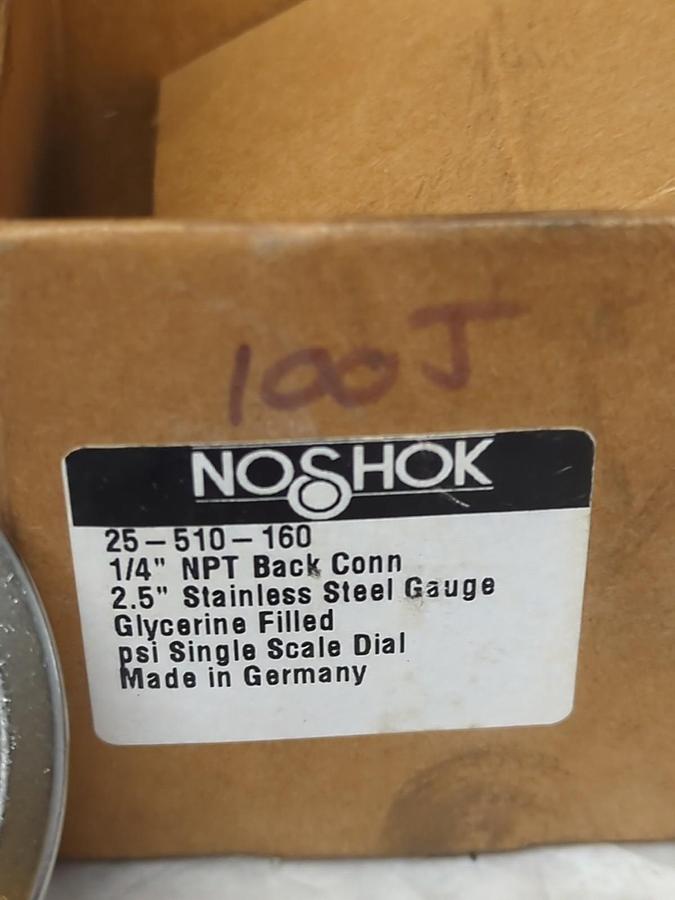 100J
NOSHOK
25-510-160
1/4" NPT Back Conn
2.5" Stainless Steel Gauge
Glycerine Filled
psi Single Scale Dial
Made in Germany